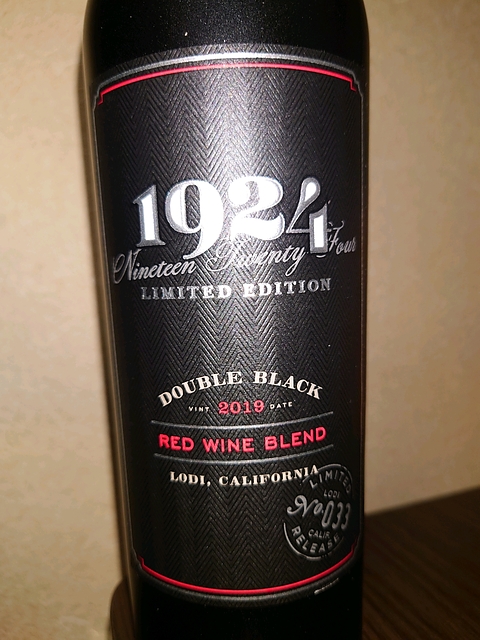 1924
Nineteen Twenty Four
LIMITED EDITION
DOUBLE BLACK
VINT 2019 DATE
RED WINE BLEND
LODI, CALIFORNIA
LIMITED
LODI
No 033
CALIF.
RELEASE